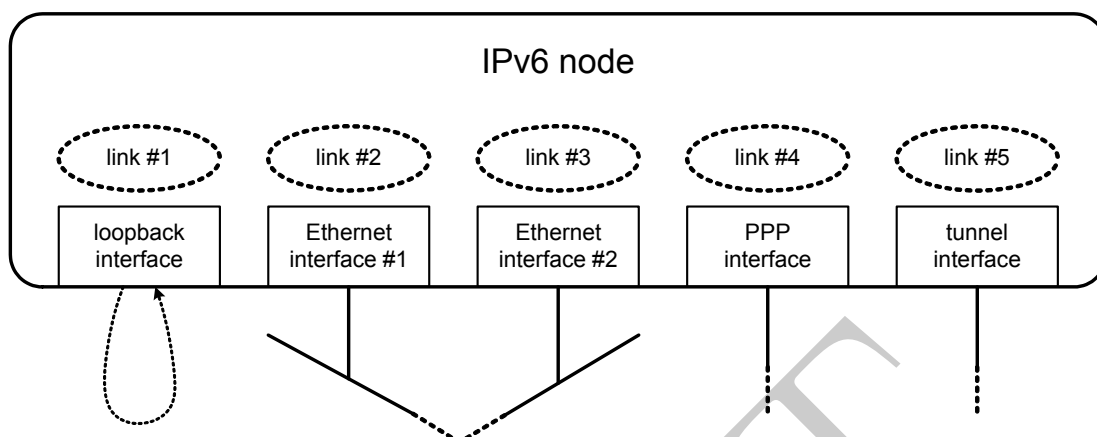 IPv6 node
link #1
link #2
link #3
link #4
link #5
loopback
interface
Ethernet
interface #1
Ethernet
interface #2
PPP
interface
tunnel
interface
T